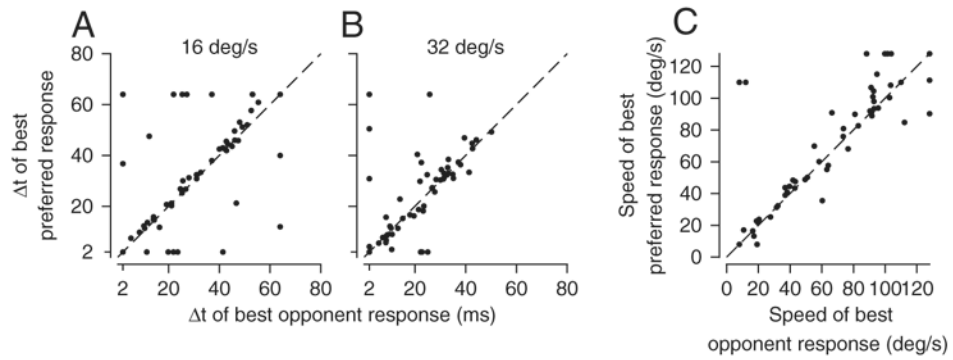 A
B
C
16 deg/s
32 deg/s
Δt of best
preferred response
80
60
40
20
2
2 20 40 60 80
2 20 40 60 80
Δt of best opponent response (ms)
Speed of best
preferred response (deg/s)
120
100
80
60
40
20
0
0 20 40 60 80 100 120
Speed of best
opponent response (deg/s)